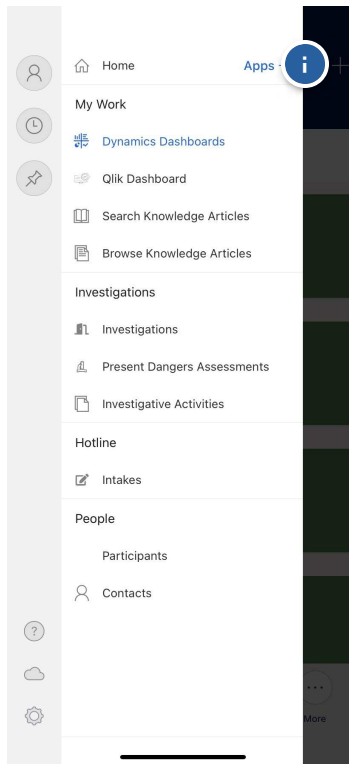 Home
Apps
i
My Work
Dynamics Dashboards
Qlik Dashboard
Search Knowledge Articles
Browse Knowledge Articles
Investigations
Investigations
Present Dangers Assessments
Investigative Activities
Hotline
Intakes
People
Participants
Contacts
?
More